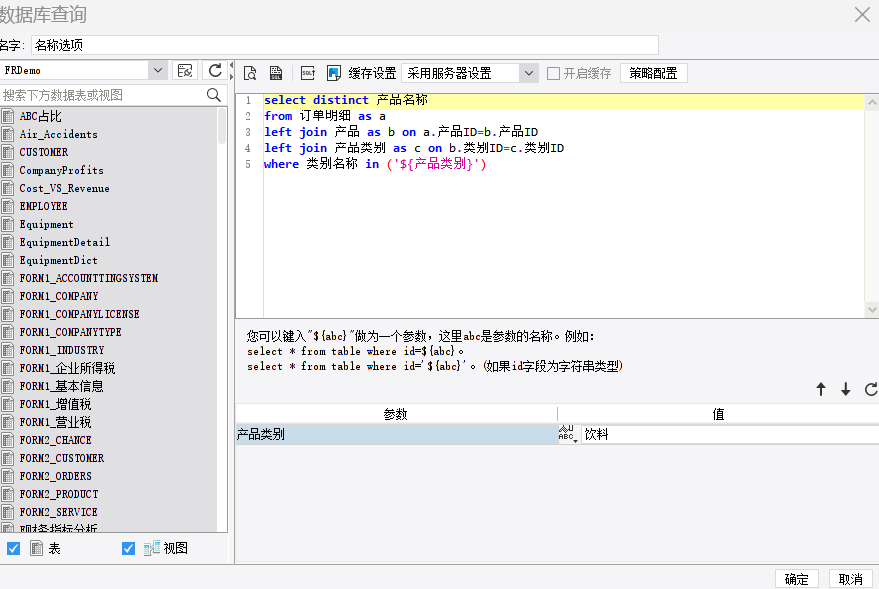 数据库查询
名字: 名称选项
FRDemo
SQL 缓存设置 采用服务器设置 开启缓存 策略配置
搜索下方数据表或视图
ABC占比
Air_Accidents
CUSTOMER
CompanyProfits
Cost_VS_Revenue
EMPLOYEE
Equipment
EquipmentDetail
EquipmentDict
FORM1_ACCOUNTTINGSYSTEM
FORM1_COMPANY
FORM1_COMPANYLICENSE
FORM1_COMPANYTYPE
FORM1_INDUSTRY
FORM1_企业所得税
FORM1_基本信息
FORM1_增值税
FORM1_营业税
FORM2_CHANCE
FORM2_CUSTOMER
FORM2_ORDERS
FORM2_PRODUCT
FORM2_SERVICE
F财务指标分析
表 视图
1 select distinct 产品名称
2 from 订单明细 as a
3 left join 产品 as b on a.产品ID=b.产品ID
4 left join 产品类别 as c on b.类别ID=c.类别ID
5 where 类别名称 in ('${产品类别}')
您可以键入"${abc}"做为一个参数，这里abc是参数的名称。例如：
select * from table where id=${abc}。
select * from table where id='${abc}'。(如果id字段为字符串类型)
参数 值
产品类别 ABC 饮料
确定 取消